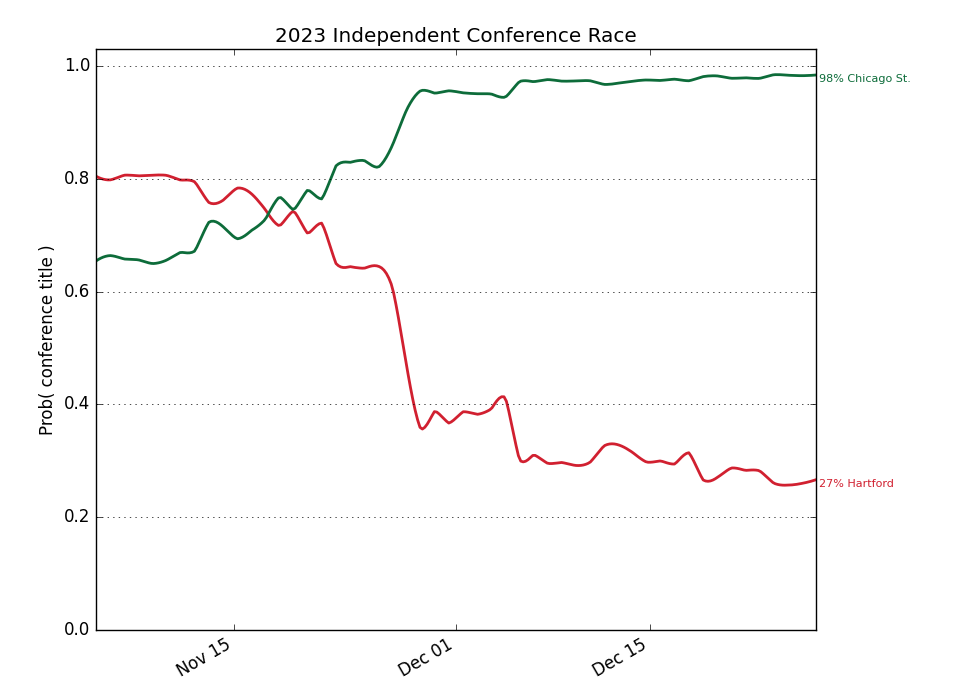 2023 Independent Conference Race
1.0
0.8
0.6
0.4
0.2
0.0
Prob( conference title )
98% Chicago St.
27% Hartford
Nov 15
Dec 01
Dec 15